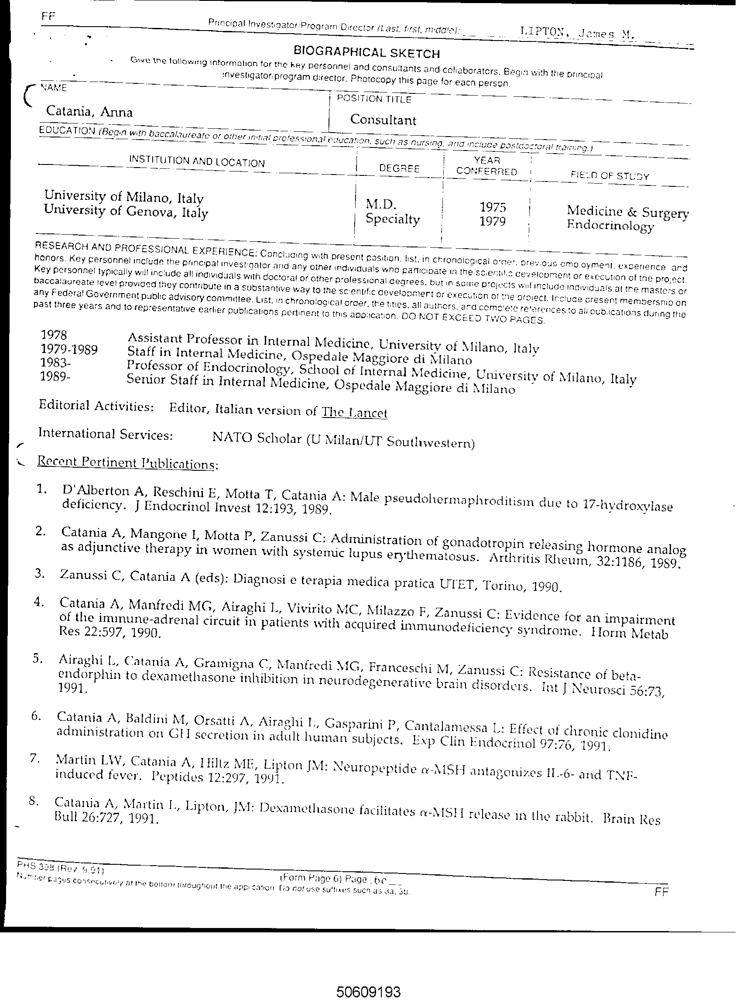 FF
Principal Investigator/Program Director (Last, first, middle): LIPTON, James M.
BIOGRAPHICAL SKETCH
Give the following information for the key personnel and consultants and collaborators. Begin with the principal
investigator/program director. Photocopy this page for each person.
NAME
POSITION TITLE
Catania, Anna
Consultant
EDUCATION (Begin with baccalaureate or other initial professional education, such as nursing, and include postdoctoral training.)
INSTITUTION AND LOCATION
DEGREE
YEAR
CONFERRED
FIELD OF STUDY
University of Milano, Italy M.D. 1975 Medicine & Surgery
University of Genova, Italy Specialty 1979 Endocrinology
RESEARCH AND PROFESSIONAL EXPERIENCE: Concluding with present position, list, in chronological order, previous employment, experience, and
honors. Key personnel include the principal investigator and any other individuals who participate in the scientific development or execution of the project.
Key personnel typically will include all individuals with doctoral or other professional degrees, but in some projects will include individuals at the masters or
baccalaureate level provided they contribute in a substantive way to the scientific development or execution of the project. Include present membership on
any Federal Government public advisory committee. List, in chronological order, the titles, all authors, and complete references to all publications during the
past three years and to representative earlier publications pertinent to this application. DO NOT EXCEED TWO PAGES.
1978 Assistant Professor in Internal Medicine, University of Milano, Italy
1979-1989 Staff in Internal Medicine, Ospedale Maggiore di Milano
1983- Professor of Endocrinology, School of Internal Medicine, University of Milano, Italy
1989- Senior Staff in Internal Medicine, Ospedale Maggiore di Milano
Editorial Activities: Editor, Italian version of The Lancet
International Services: NATO Scholar (U Milan/UT Southwestern)
Recent Pertinent Publications:
1. D'Alberton A, Reschini E, Motta T, Catania A: Male pseudohermaphroditism due to 17-hydroxylase
deficiency. J Endocrinol Invest 12:193, 1989.
2. Catania A, Mangone I, Motta P, Zanussi C: Administration of gonadotropin releasing hormone analog
as adjunctive therapy in women with systemic lupus erythematosus. Arthritis Rheum, 32:1186, 1989.
3. Zanussi C, Catania A (eds): Diagnosi e terapia medica pratica UTET, Torino, 1990.
4. Catania A, Manfredi MG, Airaghi L, Vivirito MC, Milazzo F, Zanussi C: Evidence for an impairment
of the immune-adrenal circuit in patients with acquired immunodeficiency syndrome. Horm Metab
Res 22:597, 1990.
5. Airaghi L, Catania A, Gramigna C, Manfredi MG, Franceschi M, Zanussi C: Resistance of beta-
endorphin to dexamethasone inhibition in neurodegenerative brain disorders. Int J Neurosci 56:73,
1991.
6. Catania A, Baldini M, Orsatti A, Airaghi L, Gasparini P, Cantalamessa L: Effect of chronic clonidine
administration on GH secretion in adult human subjects. Exp Clin Endocrinol 97:76, 1991.
7. Martin LW, Catania A, Hiltz ME, Lipton JM: Neuropeptide α-MSH antagonizes IL-6- and TNF-
induced fever. Peptides 12:297, 1991.
8. Catania A, Martin L, Lipton, JM: Dexamethasone facilitates α-MSH release in the rabbit. Brain Res
Bull 26:727, 1991.
PHS 398 (Rev. 9/91) (Form Page 6) Page
Number pages consecutively at the bottom throughout the application. Do not use suffixes such as 3a, 3b.
FF
50609193